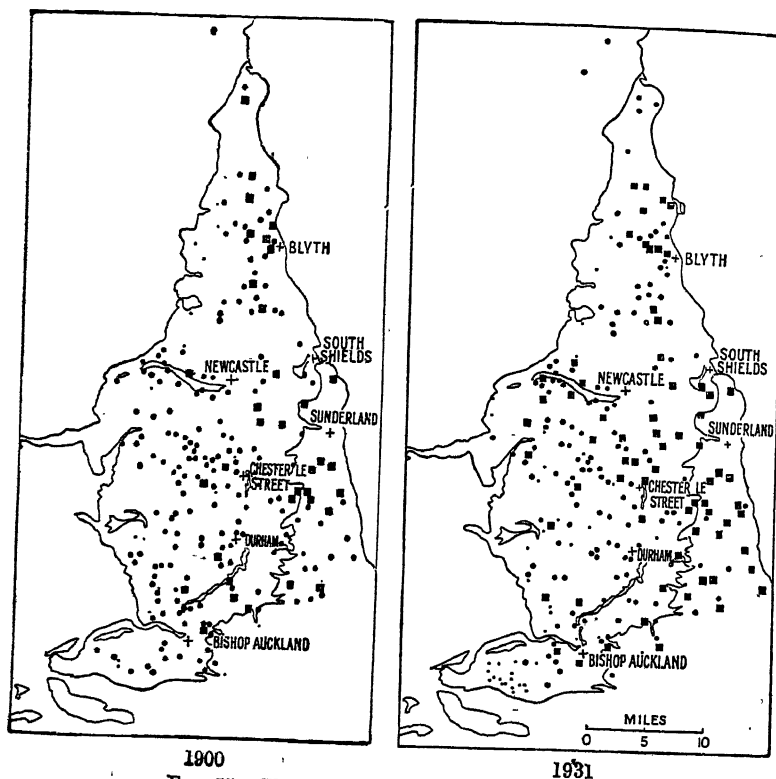 BLYTH
SOUTH
SHIELDS
NEWCASTLE
SUNDERLAND
CHESTER LE
STREET
DURHAM
BISHOP AUCKLAND
1900
BLYTH
SOUTH
SHIELDS
NEWCASTLE
SUNDERLAND
CHESTER LE
STREET
DURHAM
BISHOP AUCKLAND
MILES
0 5 10
1931